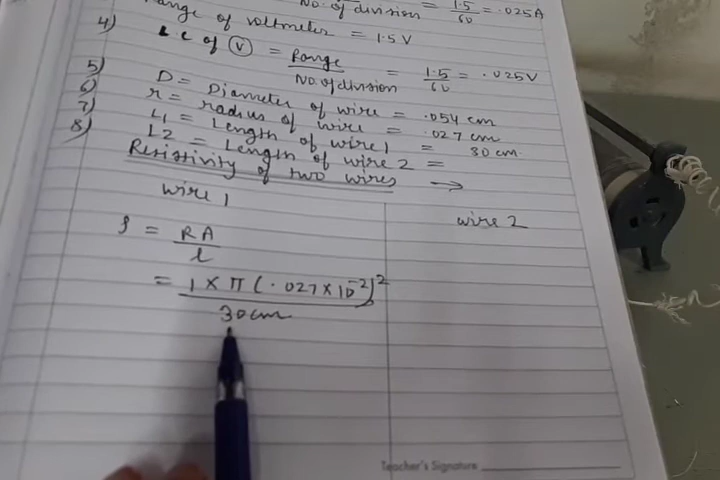 No. of division = 1.5/60 = .025A
Range of voltmeter = 1.5V
4) L.C of (V) = Range/No. of division = 1.5/60 = .025V
5) D = Diameter of wire = .054 cm
6) r = radius of wire = .027 cm
7) L1 = Length of wire 1 = 30 cm.
8) L2 = Length of wire 2 =
Resistivity of two wires →
wire 1
wire 2
ρ = RA/l
= 1 × π (.027 × 10⁻²)²/30cm
Teacher's Signature